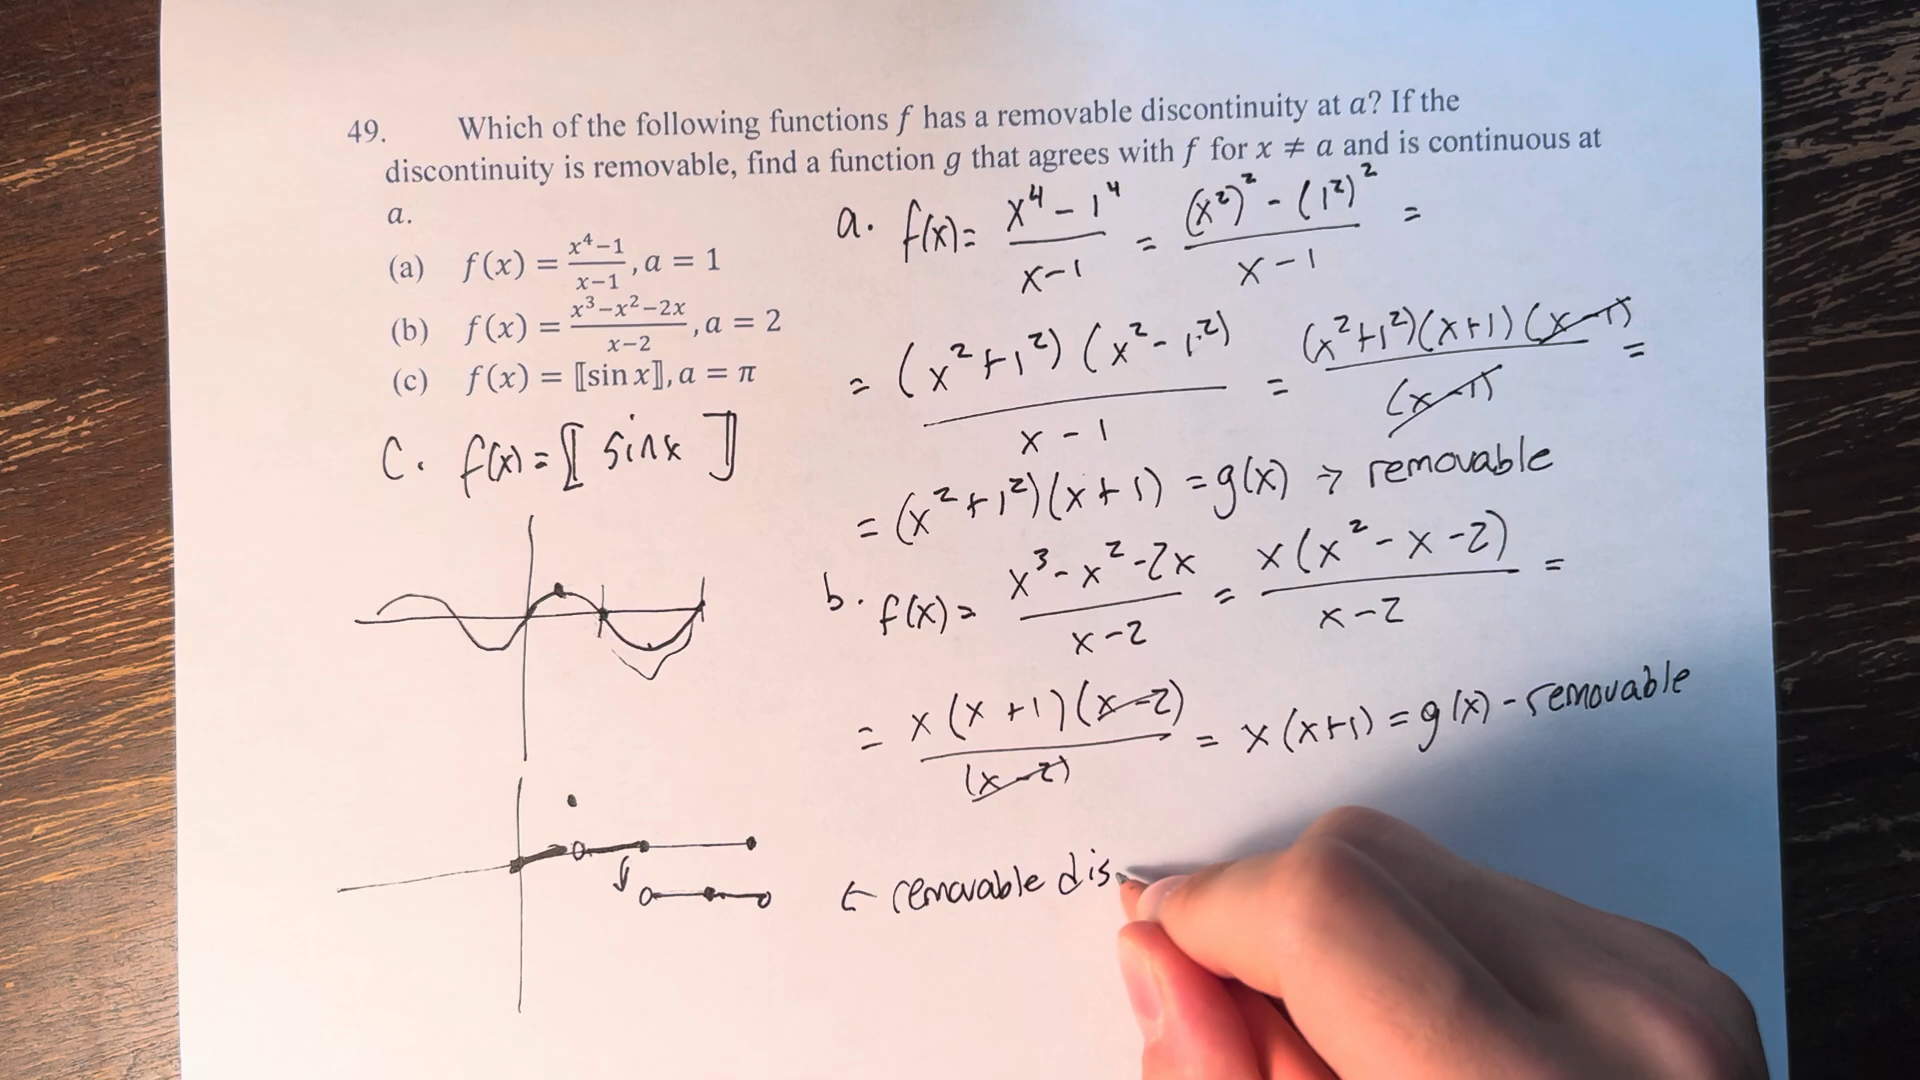 49. Which of the following functions f has a removable discontinuity at a? If the
discontinuity is removable, find a function g that agrees with f for x ≠ a and is continuous at
a.
(a) f(x) = (x⁴−1)/(x−1), a = 1
(b) f(x) = (x³−x²−2x)/(x−2), a = 2
(c) f(x) = ⟦sin x⟧, a = π
a. f(x) = (x⁴ - 1⁴)/(x-1) = ((x²)² - (1²)²)/(x-1) =
= (x²+1²)(x²-1²)/(x-1) = (x²+1²)(x+1)(x-1)/(x-1) =
= (x²+1²)(x+1) = g(x) → removable
b. f(x) = (x³-x²-2x)/(x-2) = x(x²-x-2)/(x-2) =
= x(x+1)(x-2)/(x-2) = x(x+1) = g(x) - removable
C. f(x) = ⟦ sin x ⟧
← removable dis